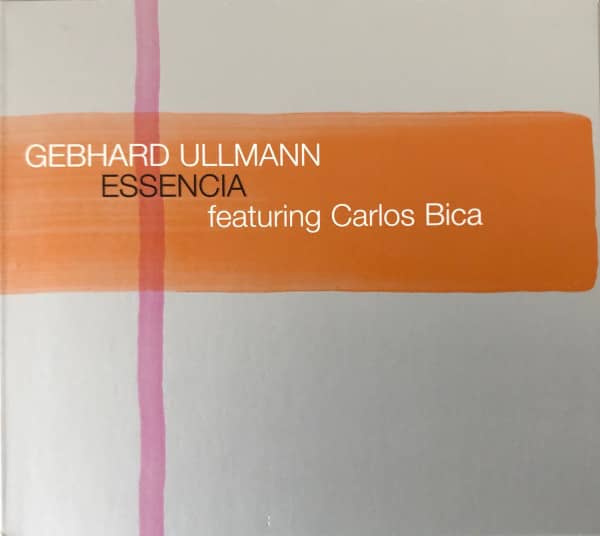 GEBHARD ULLMANN
ESSENCIA
featuring Carlos Bica